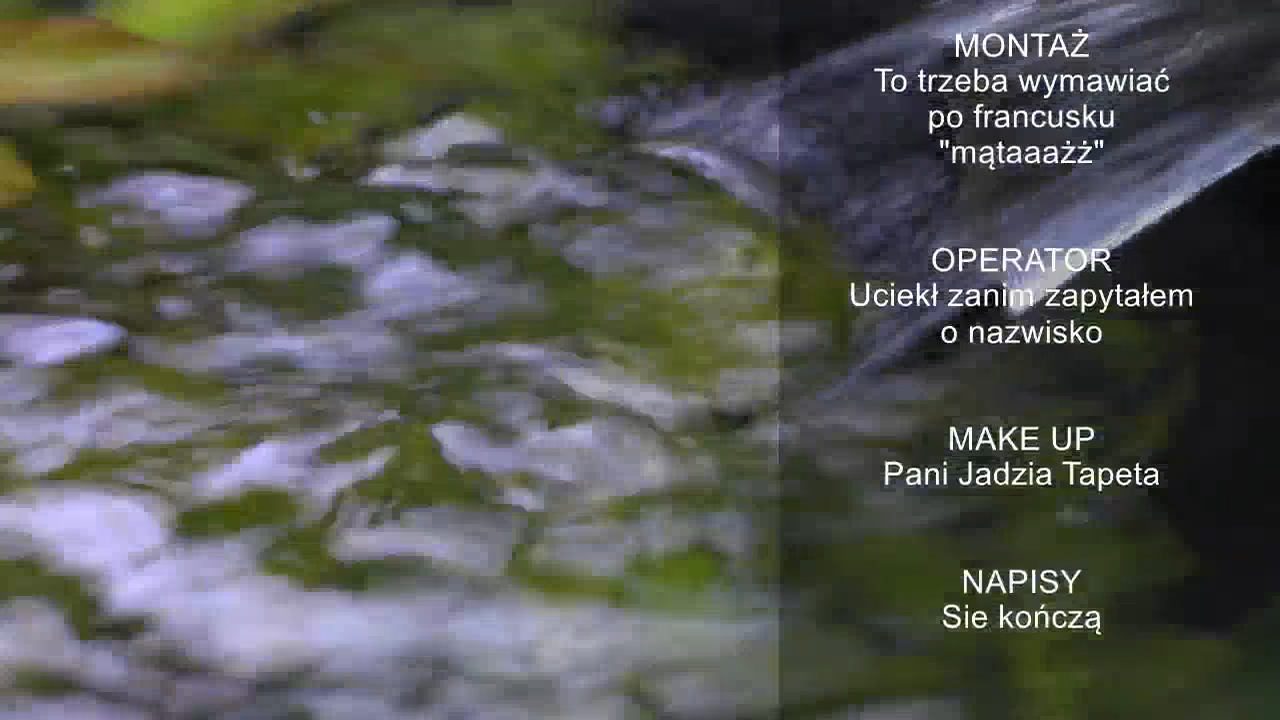 MONTAŻ
To trzeba wymawiać
po francusku
"mątaaażż"
OPERATOR
Uciekł zanim zapytałem
o nazwisko
MAKE UP
Pani Jadzia Tapeta
NAPISY
Sie kończą